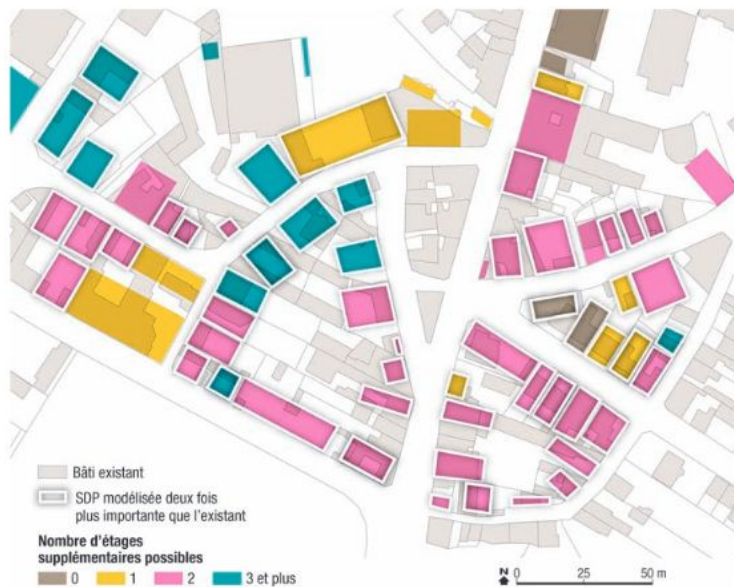 Bâti existant
SDP modélisée deux fois
plus importante que l'existant
Nombre d'étages
supplémentaires possibles
0 1 2 3 et plus
N
0 25 50 m